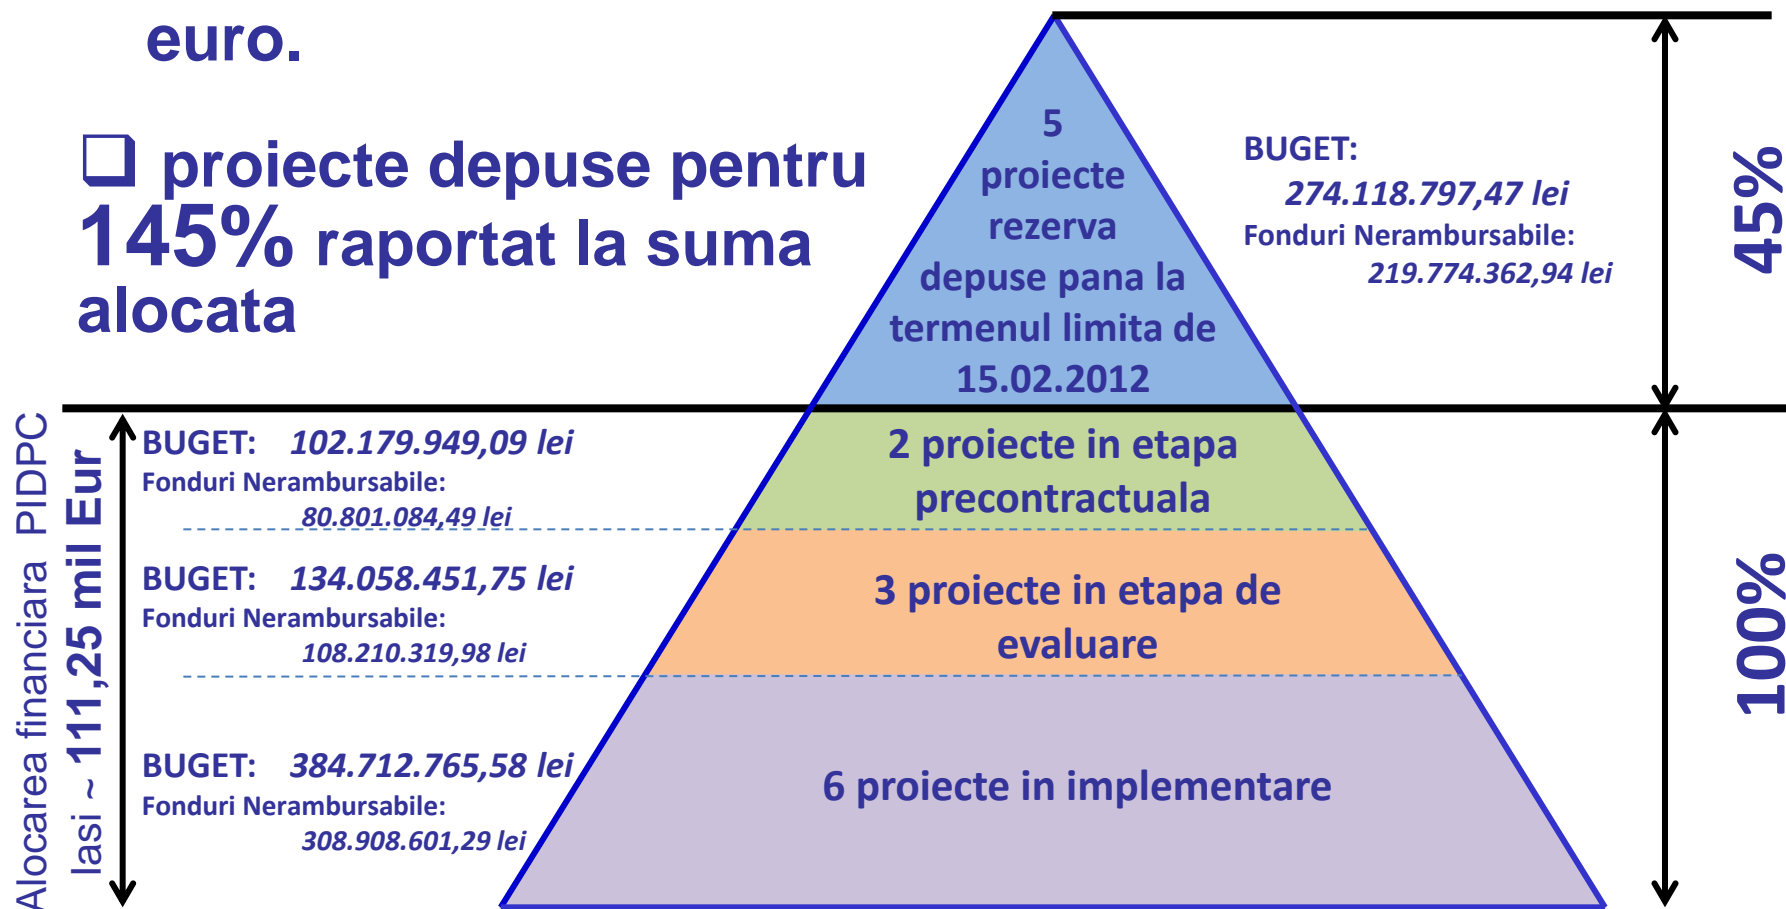 euro.
❑ proiecte depuse pentru
145% raportat la suma
alocata
5
proiecte
rezerva
depuse pana la
termenul limita de
15.02.2012
BUGET:
274.118.797,47 lei
Fonduri Nerambursabile:
219.774.362,94 lei
45%
Alocarea financiara PIDPC
Iasi ~ 111,25 mil Eur
BUGET: 102.179.949,09 lei
Fonduri Nerambursabile:
80.801.084,49 lei
2 proiecte in etapa
precontractuala
BUGET: 134.058.451,75 lei
Fonduri Nerambursabile:
108.210.319,98 lei
3 proiecte in etapa de
evaluare
BUGET: 384.712.765,58 lei
Fonduri Nerambursabile:
308.908.601,29 lei
6 proiecte in implementare
100%